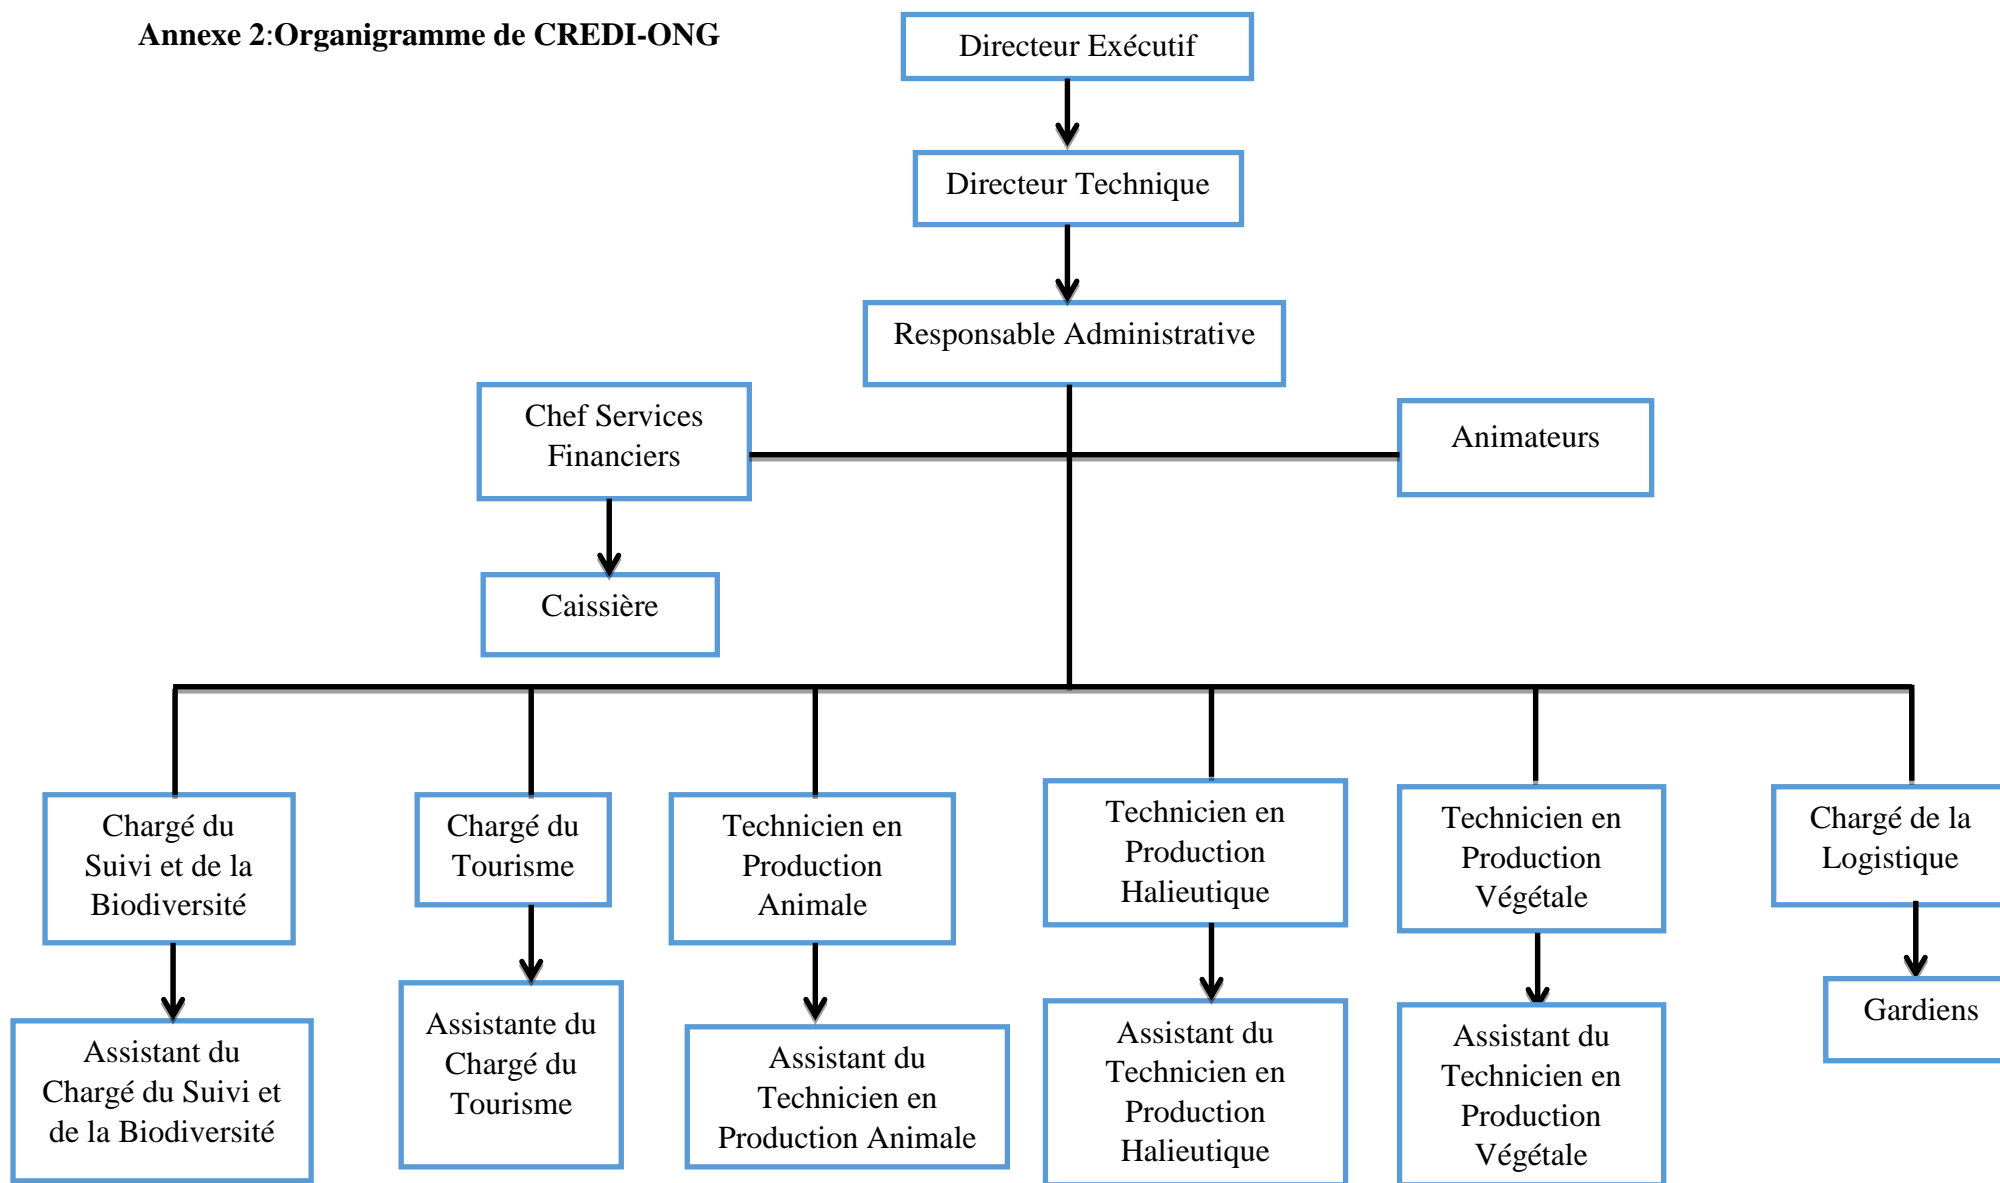 Annexe 2:Organigramme de CREDI-ONG
Directeur Exécutif
Directeur Technique
Responsable Administrative
Chef Services
Financiers
Animateurs
Caissière
Chargé du
Suivi et de la
Biodiversité
Chargé du
Tourisme
Technicien en
Production
Animale
Technicien en
Production
Halieutique
Technicien en
Production
Végétale
Chargé de la
Logistique
Assistant du
Chargé du Suivi et
de la Biodiversité
Assistante du
Chargé du
Tourisme
Assistant du
Technicien en
Production Animale
Assistant du
Technicien en
Production
Halieutique
Assistant du
Technicien en
Production
Végétale
Gardiens